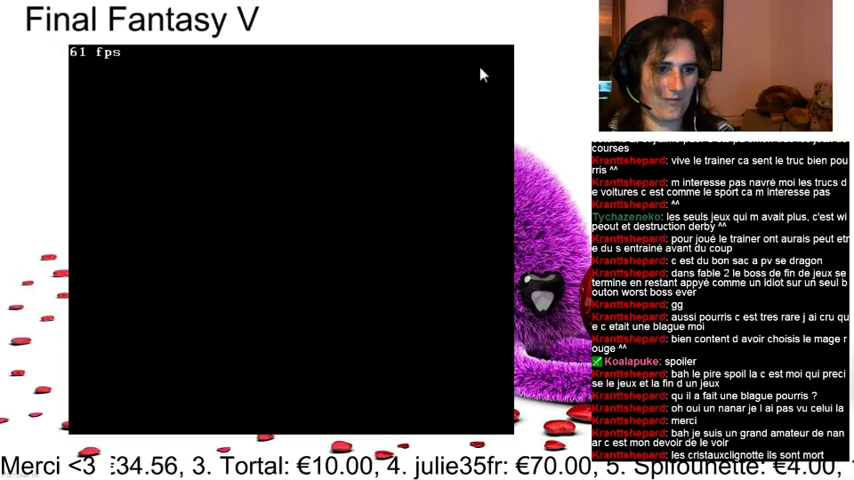 Final Fantasy V
61 fps
courses
Kranttshepard: vive le trainer ca sent le truc bien pou
rris ^^
Kranttshepard: m interesse pas navré moi les trucs d
e voitures c est comme le sport ca m interesse pas
Kranttshepard: ^^
Tychazeneko: les seuls jeux qui m avait plus, c'est wi
peout et destruction derby ^^
Kranttshepard: pour joué le trainer ont aurais peut etr
e du s entrainé avant du coup
Kranttshepard: c est du bon sac a pv se dragon
Kranttshepard: dans fable 2 le boss de fin de jeux se
termine en restant appyé comme un idiot sur un seul b
outon worst boss ever
Kranttshepard: gg
Kranttshepard: aussi pourris c est tres rare j ai cru qu
e c etait une blague moi
Kranttshepard: bien content d avoir choisis le mage r
ouge ^^
Koalapuke: spoiler
Kranttshepard: bah le pire spoil la c est moi qui preci
se le jeux et la fin d un jeux
Kranttshepard: qu il a fait une blague pourris ?
Kranttshepard: oh oui un nanar je l ai pas vu celui la
Kranttshepard: merci
Kranttshepard: bah je suis un grand amateur de nan
ar c est mon devoir de le voir
Kranttshepard: les cristauxclignotte ils sont mort
Merci <3 €34.56, 3. Tortal: €10.00, 4. julie35fr: €70.00, 5. Spirounette: €4.00,